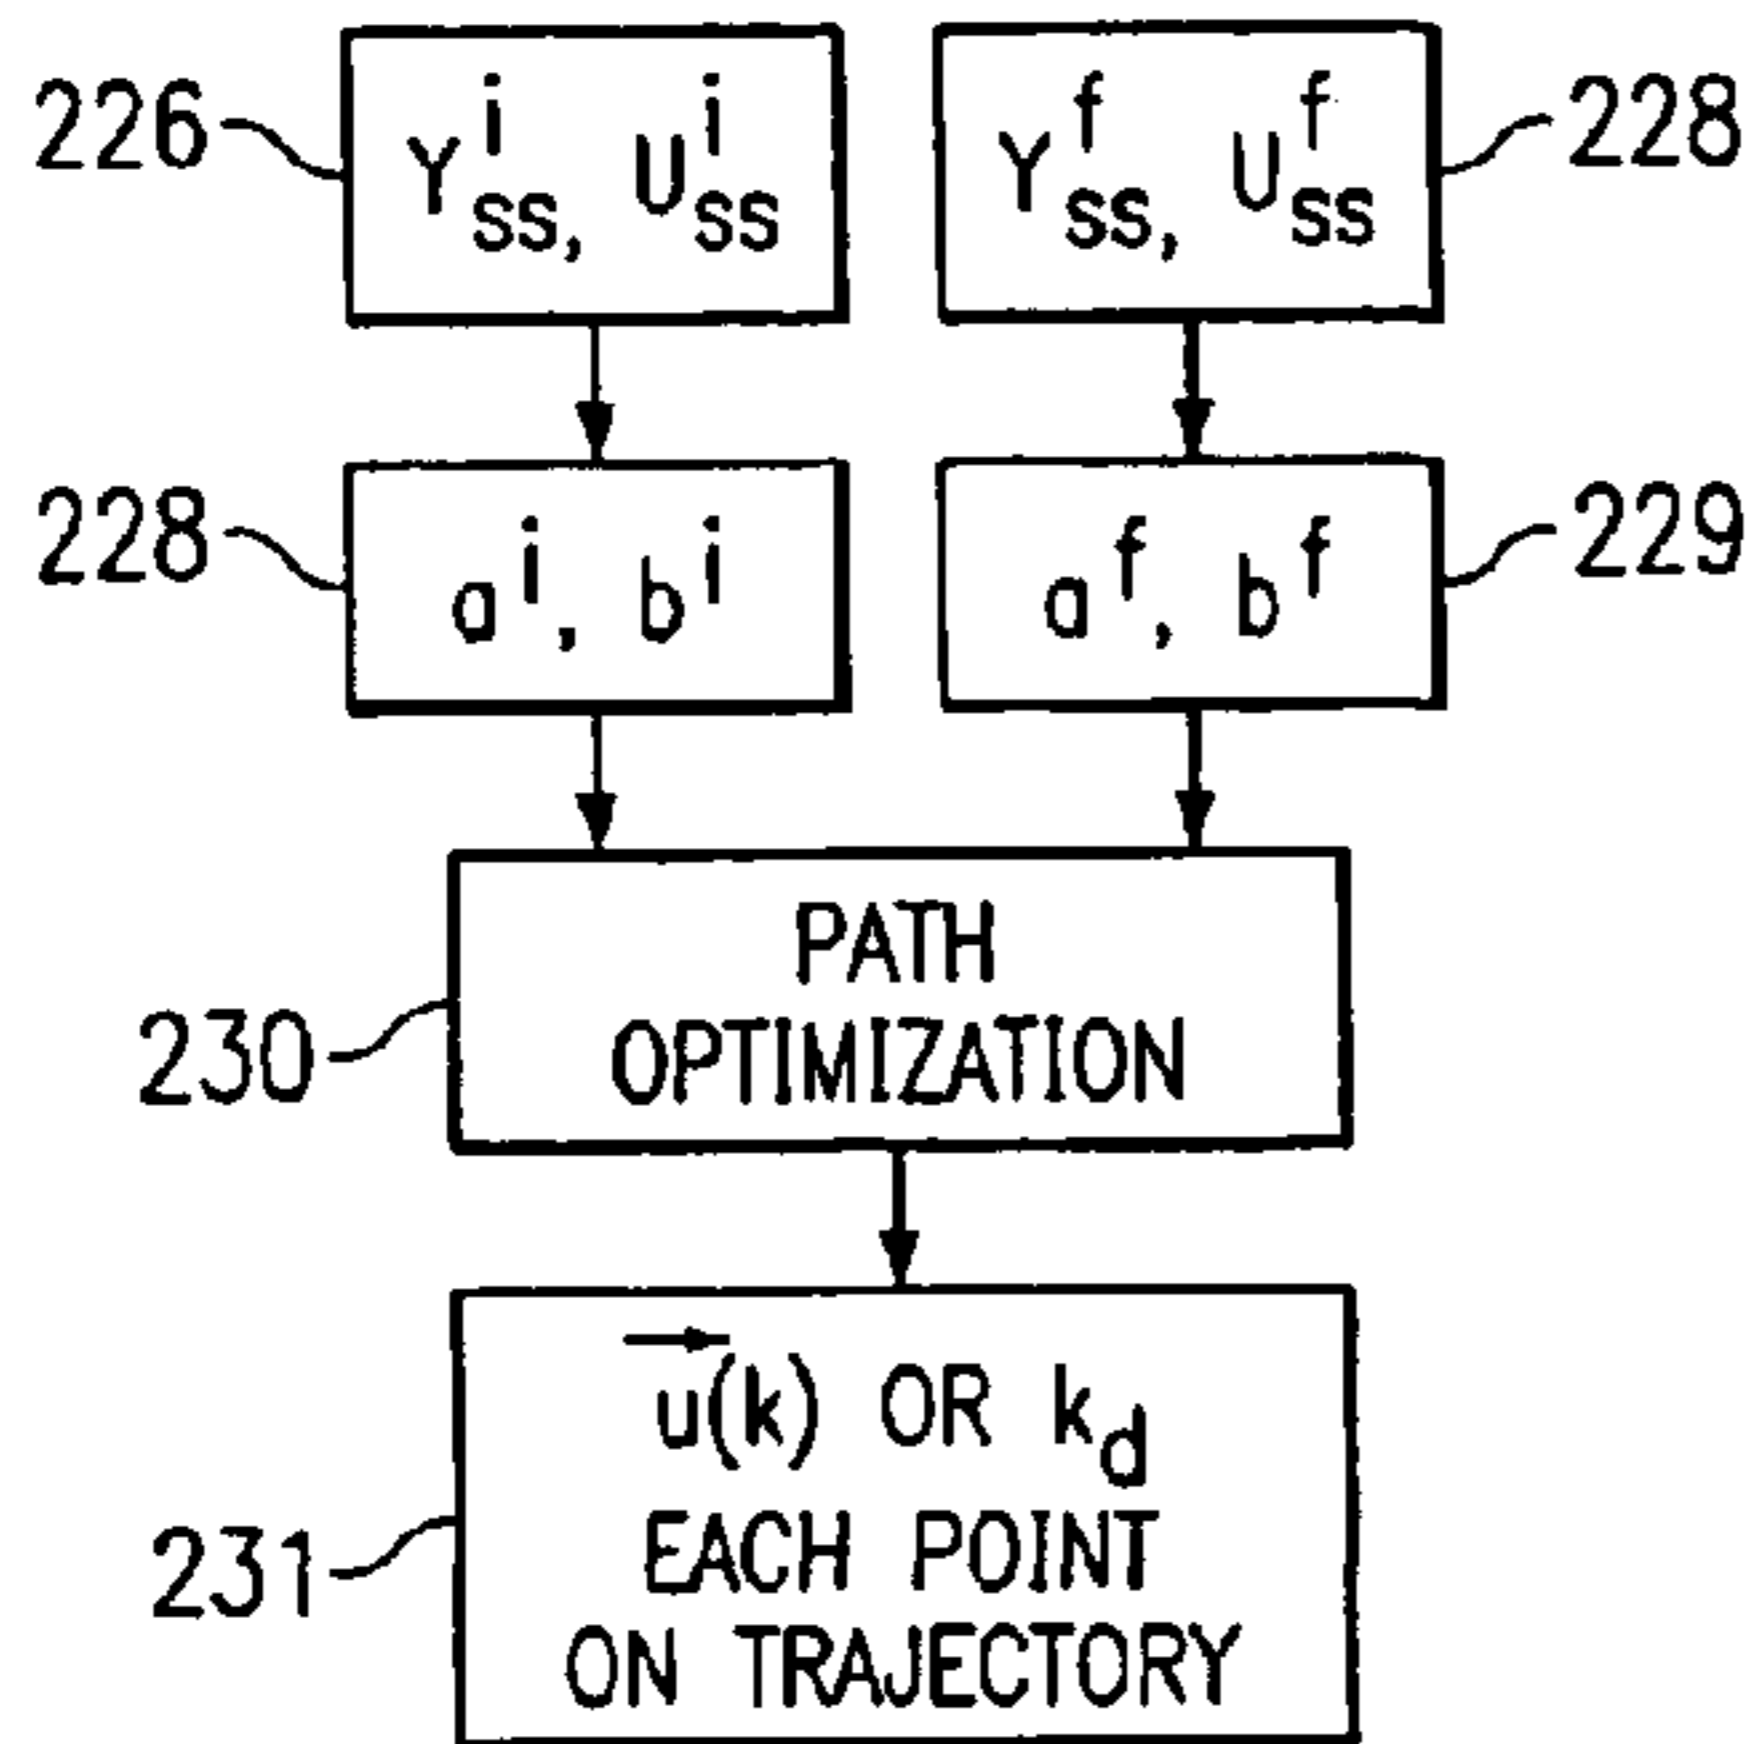 226
Y^i_ss, U^i_ss
Y^f_ss, U^f_ss
228
228
a^i, b^i
a^f, b^f
229
230
PATH
OPTIMIZATION
231
u(k) OR k_d
EACH POINT
ON TRAJECTORY